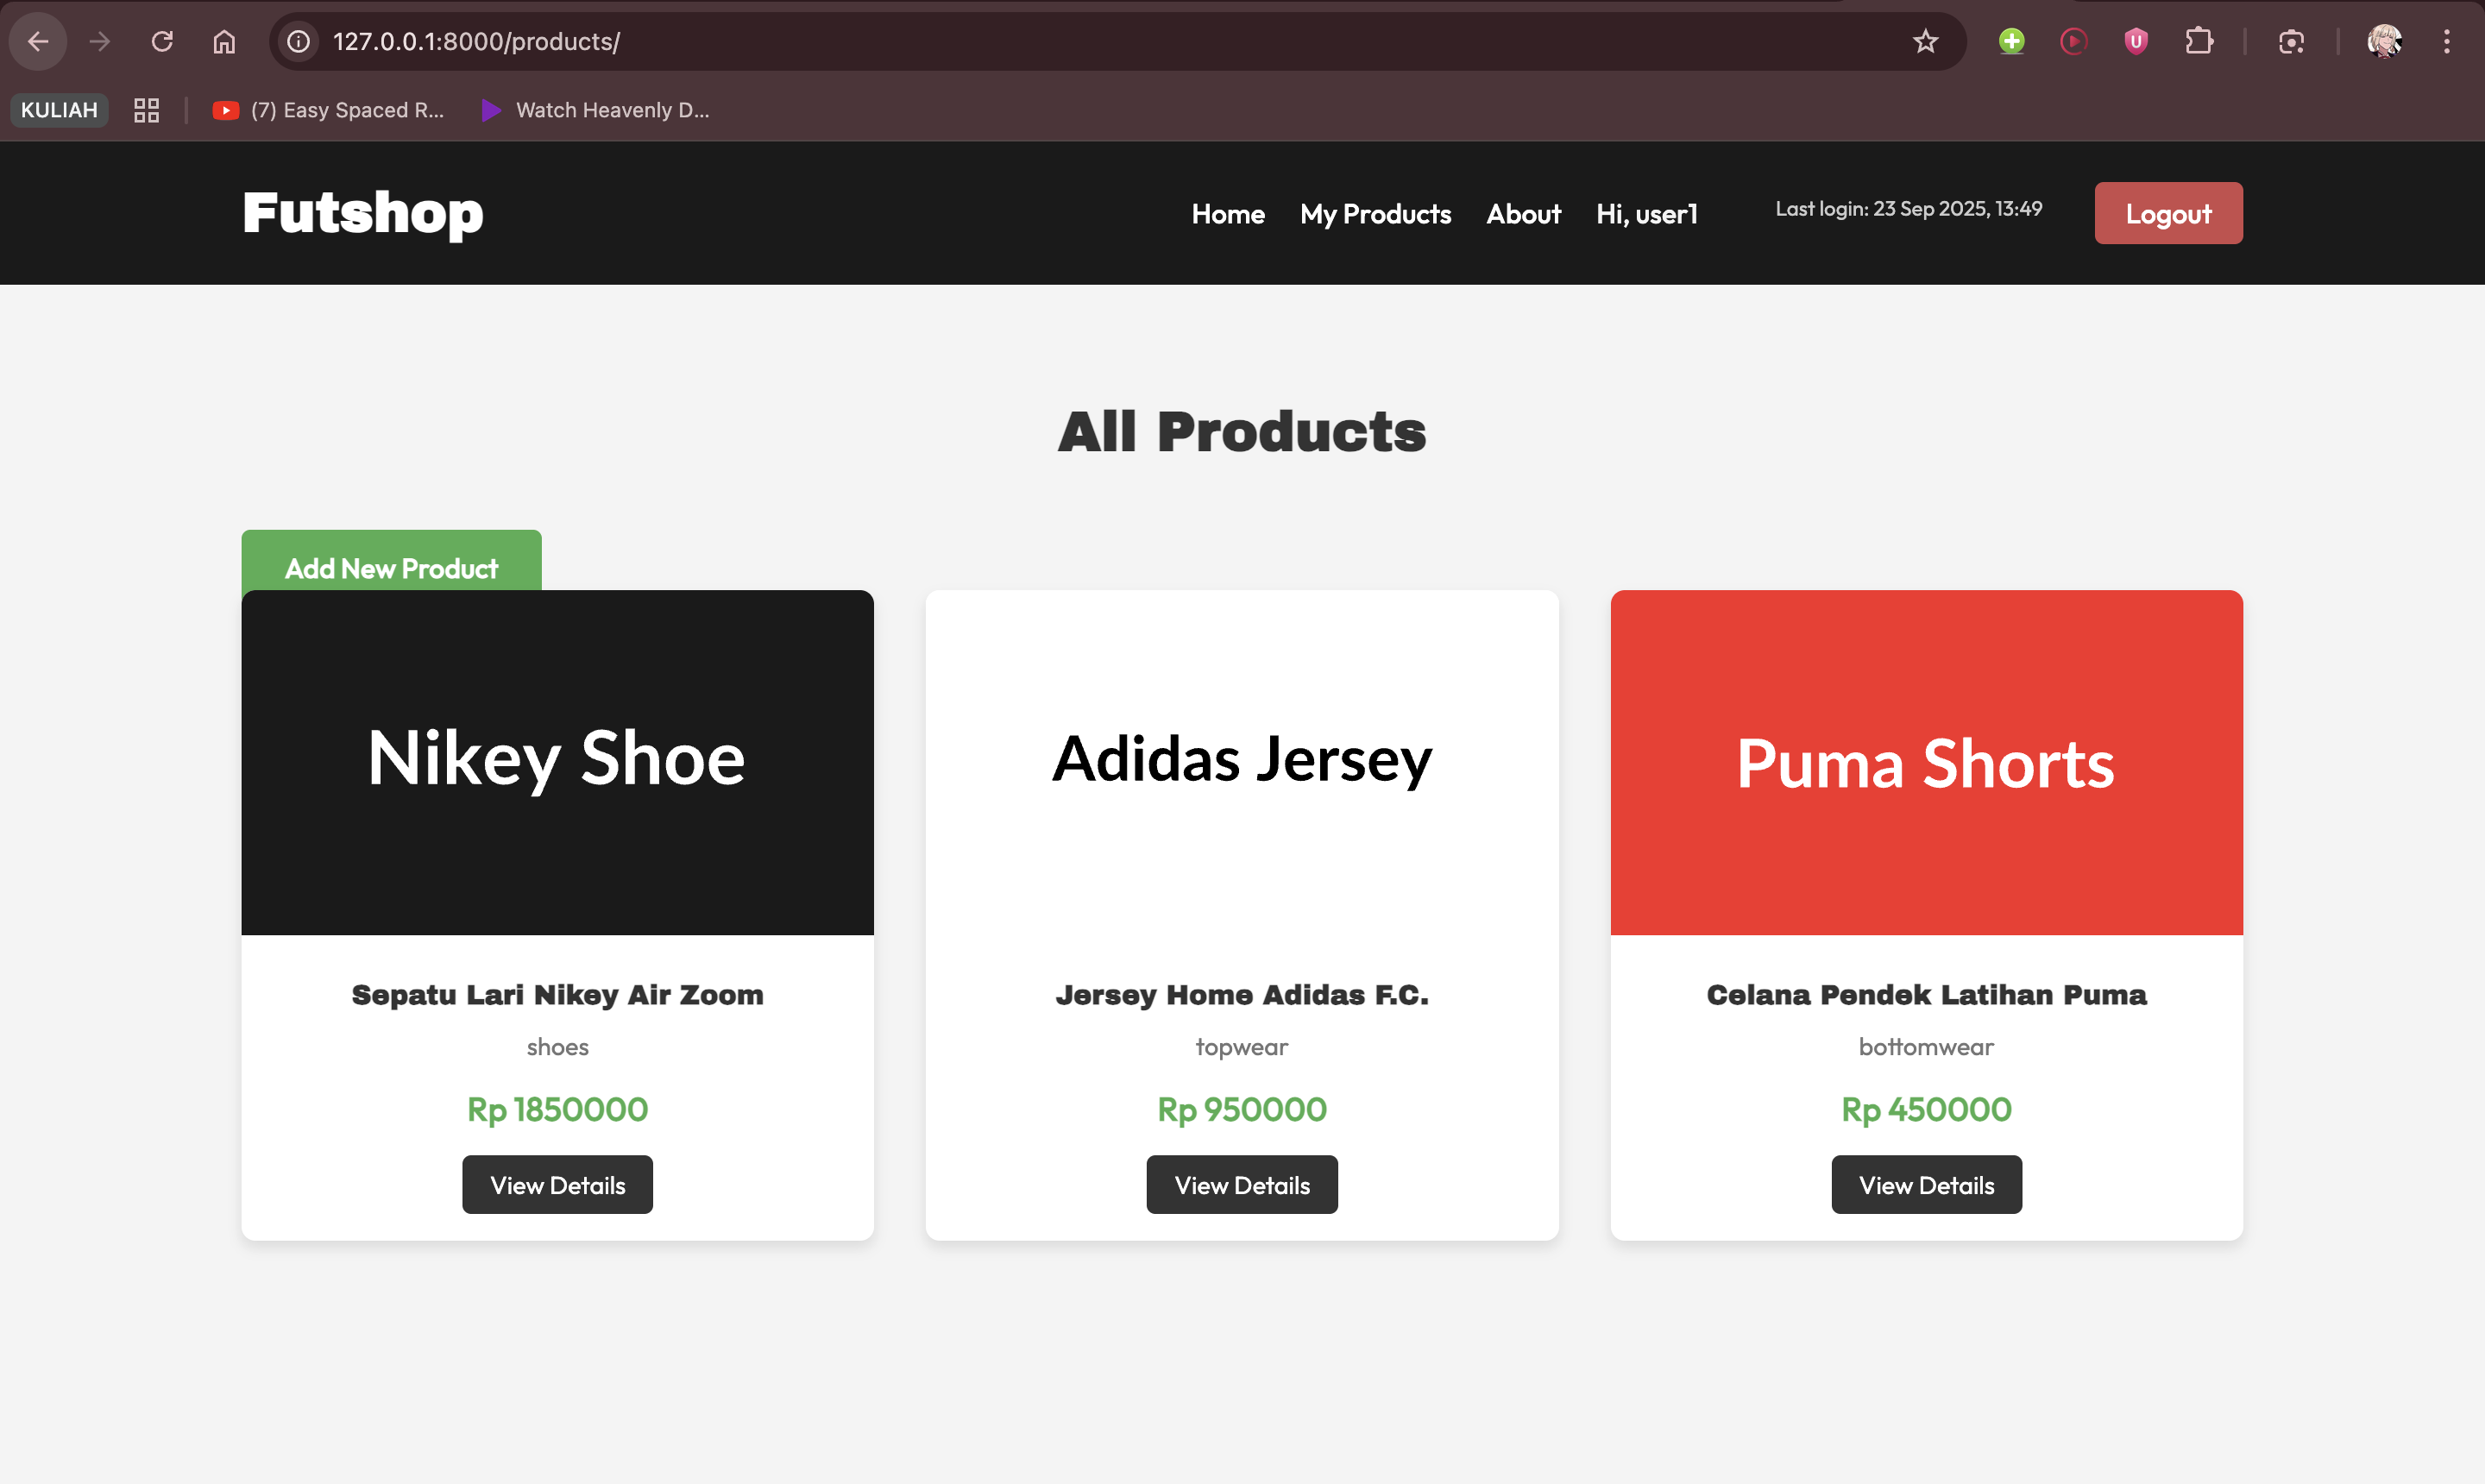 127.0.0.1:8000/products/
KULIAH
(7) Easy Spaced R...
Watch Heavenly D...
Futshop
Home
My Products
About
Hi, user1
Last login: 23 Sep 2025, 13:49
Logout
All Products
Add New Product
Nikey Shoe
Sepatu Lari Nikey Air Zoom
shoes
Rp 1850000
View Details
Adidas Jersey
Jersey Home Adidas F.C.
topwear
Rp 950000
View Details
Puma Shorts
Celana Pendek Latihan Puma
bottomwear
Rp 450000
View Details